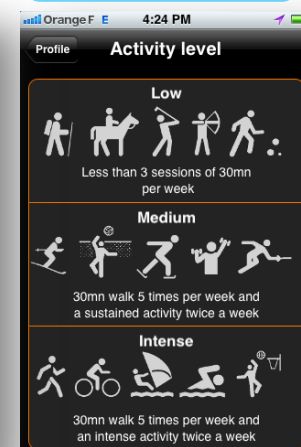 Orange F E 4:24 PM
Profile Activity level
Low
Less than 3 sessions of 30mn
per week
Medium
30mn walk 5 times per week and
a sustained activity twice a week
Intense
30mn walk 5 times per week and
an intense activity twice a week